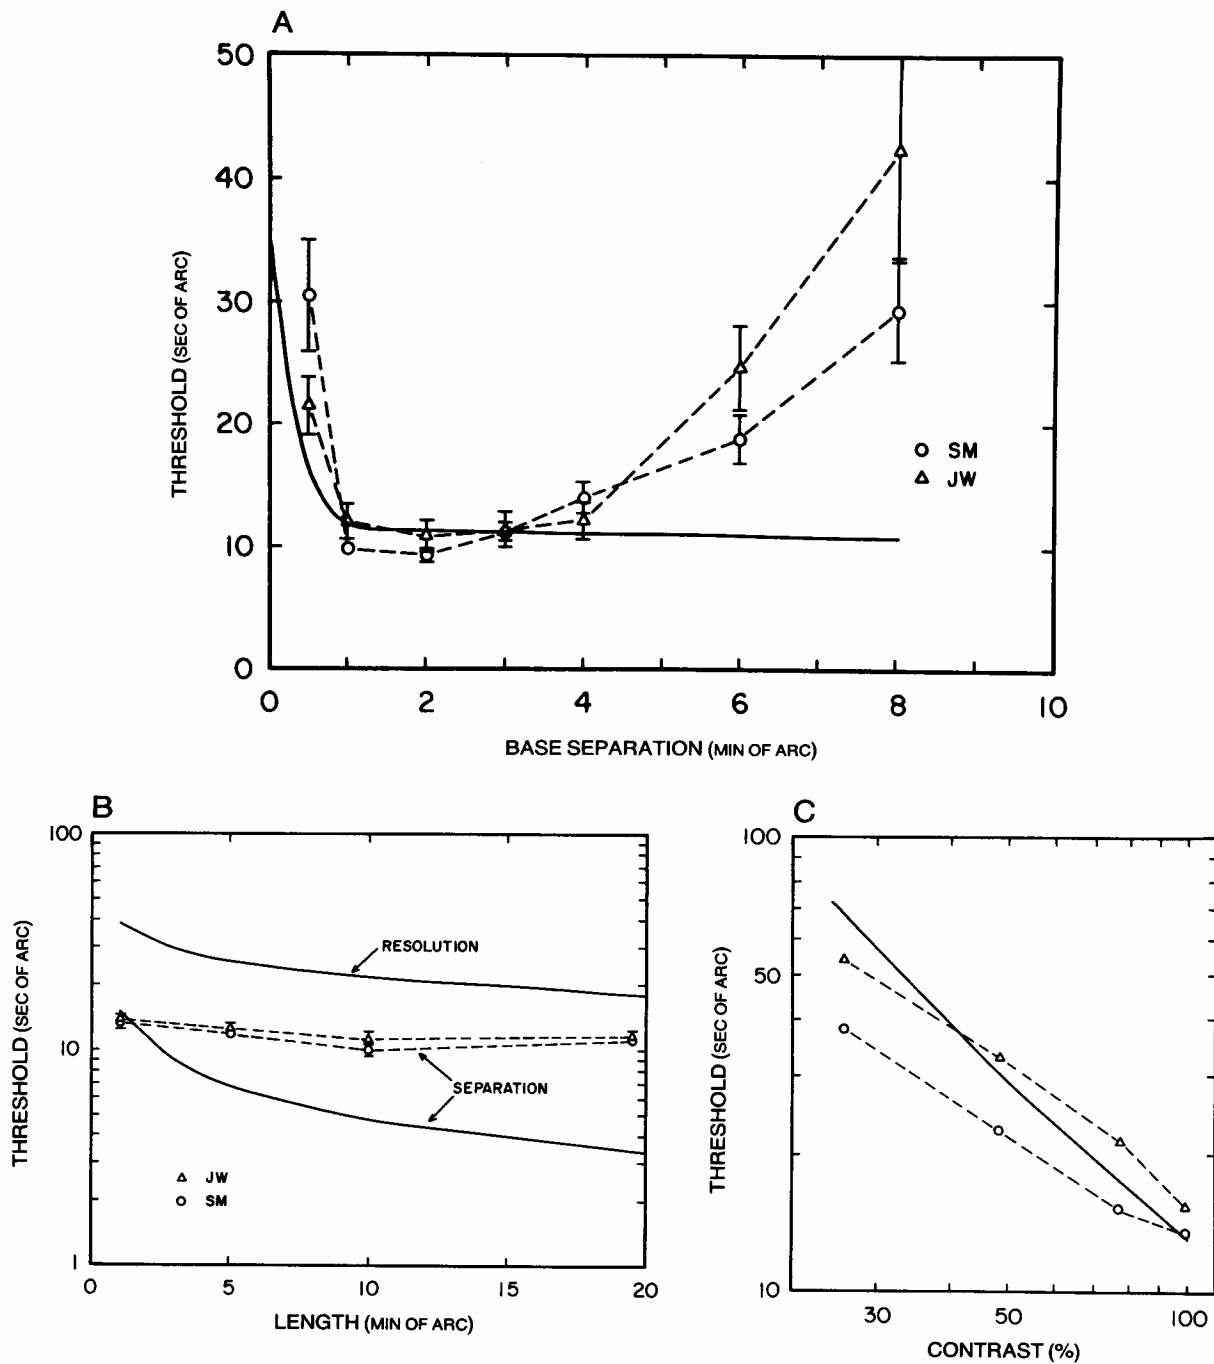 A
50
40
30
20
10
0
THRESHOLD (SEC OF ARC)
SM
JW
0 2 4 6 8 10
BASE SEPARATION (MIN OF ARC)
B
100
10
1
THRESHOLD (SEC OF ARC)
RESOLUTION
SEPARATION
JW
SM
0 5 10 15 20
LENGTH (MIN OF ARC)
C
100
50
20
10
THRESHOLD (SEC OF ARC)
30 50 100
CONTRAST (%)